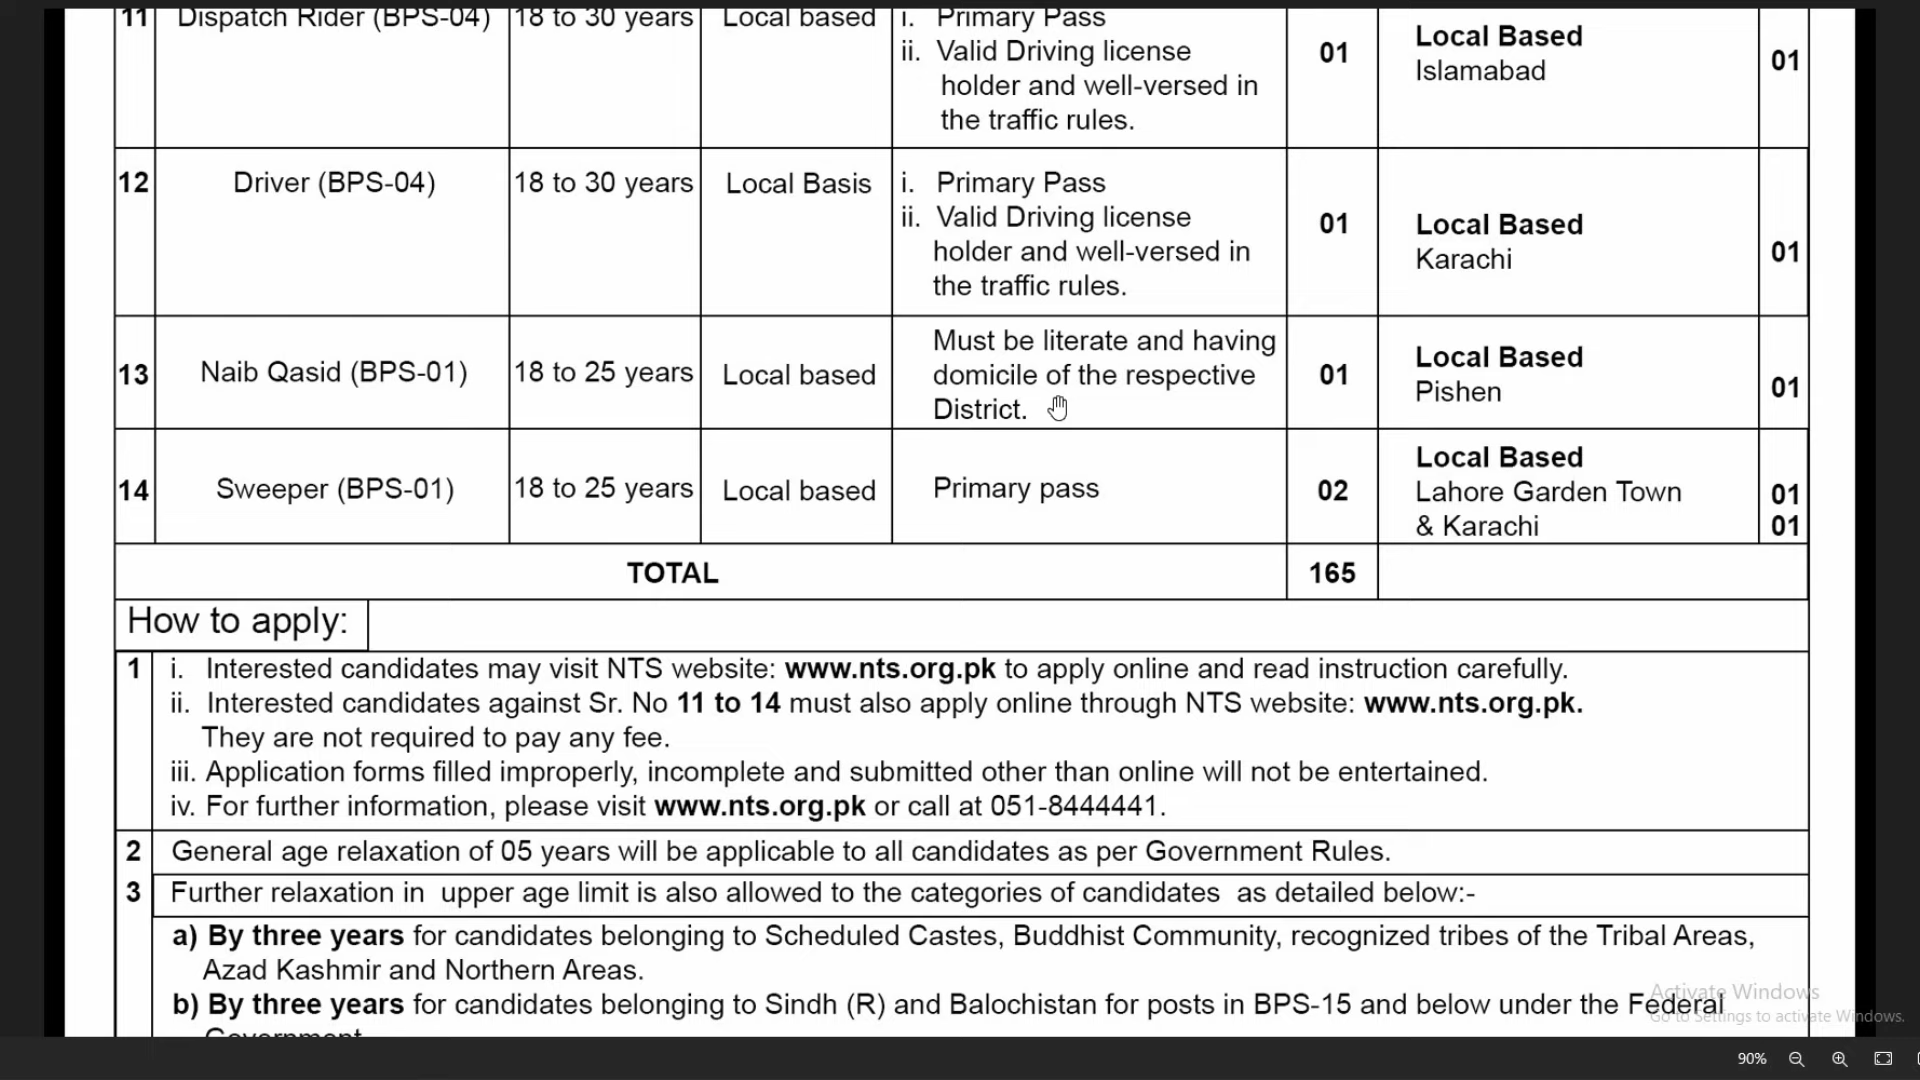 11 Dispatch Rider (BPS-04) 18 to 30 years Local based i. Primary Pass
ii. Valid Driving license
holder and well-versed in
the traffic rules.
01
Local Based
Islamabad
01
12 Driver (BPS-04) 18 to 30 years Local Basis i. Primary Pass
ii. Valid Driving license
holder and well-versed in
the traffic rules.
01
Local Based
Karachi
01
13 Naib Qasid (BPS-01) 18 to 25 years Local based
Must be literate and having
domicile of the respective
District.
01
Local Based
Pishen
01
14 Sweeper (BPS-01) 18 to 25 years Local based Primary pass 02
Local Based
Lahore Garden Town
& Karachi
01
01
TOTAL 165
How to apply:
1 i. Interested candidates may visit NTS website: www.nts.org.pk to apply online and read instruction carefully.
ii. Interested candidates against Sr. No 11 to 14 must also apply online through NTS website: www.nts.org.pk.
They are not required to pay any fee.
iii. Application forms filled improperly, incomplete and submitted other than online will not be entertained.
iv. For further information, please visit www.nts.org.pk or call at 051-8444441.
2 General age relaxation of 05 years will be applicable to all candidates as per Government Rules.
3 Further relaxation in upper age limit is also allowed to the categories of candidates as detailed below:-
a) By three years for candidates belonging to Scheduled Castes, Buddhist Community, recognized tribes of the Tribal Areas,
Azad Kashmir and Northern Areas.
b) By three years for candidates belonging to Sindh (R) and Balochistan for posts in BPS-15 and below under the Federal
Government
Activate Windows
Go to Settings to activate Windows.
90%